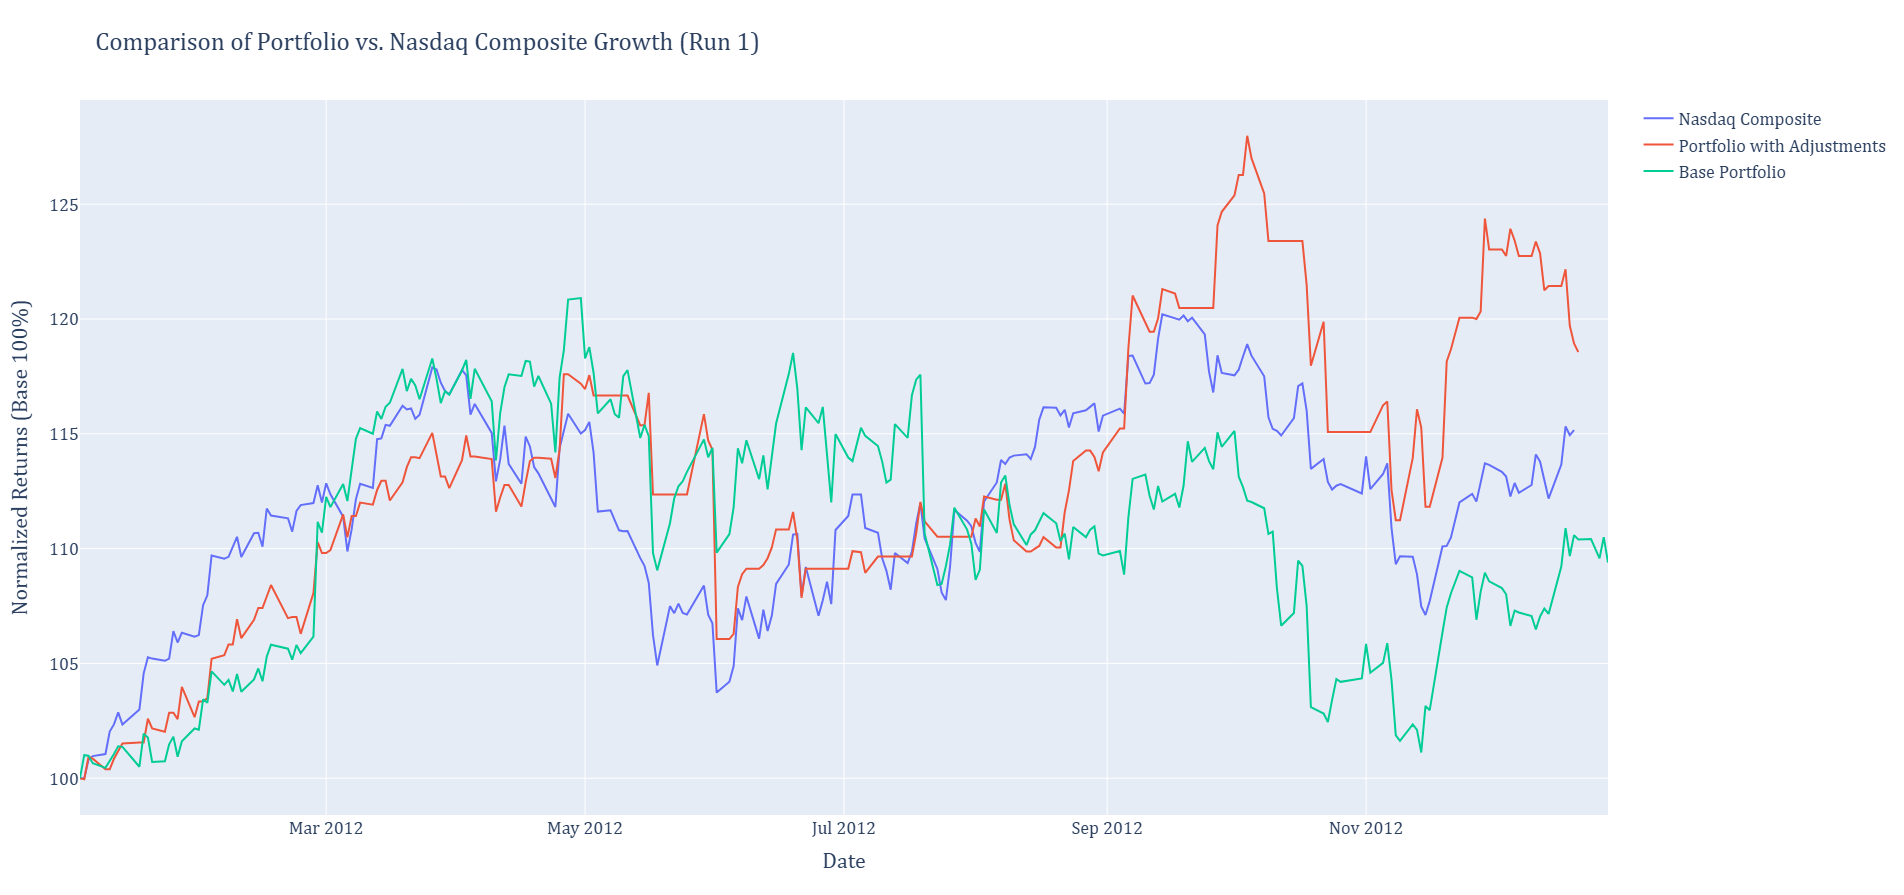 Comparison of Portfolio vs. Nasdaq Composite Growth (Run 1)
Nasdaq Composite
Portfolio with Adjustments
Base Portfolio
Normalized Returns (Base 100%)
125
120
115
110
105
100
Mar 2012
May 2012
Jul 2012
Sep 2012
Nov 2012
Date